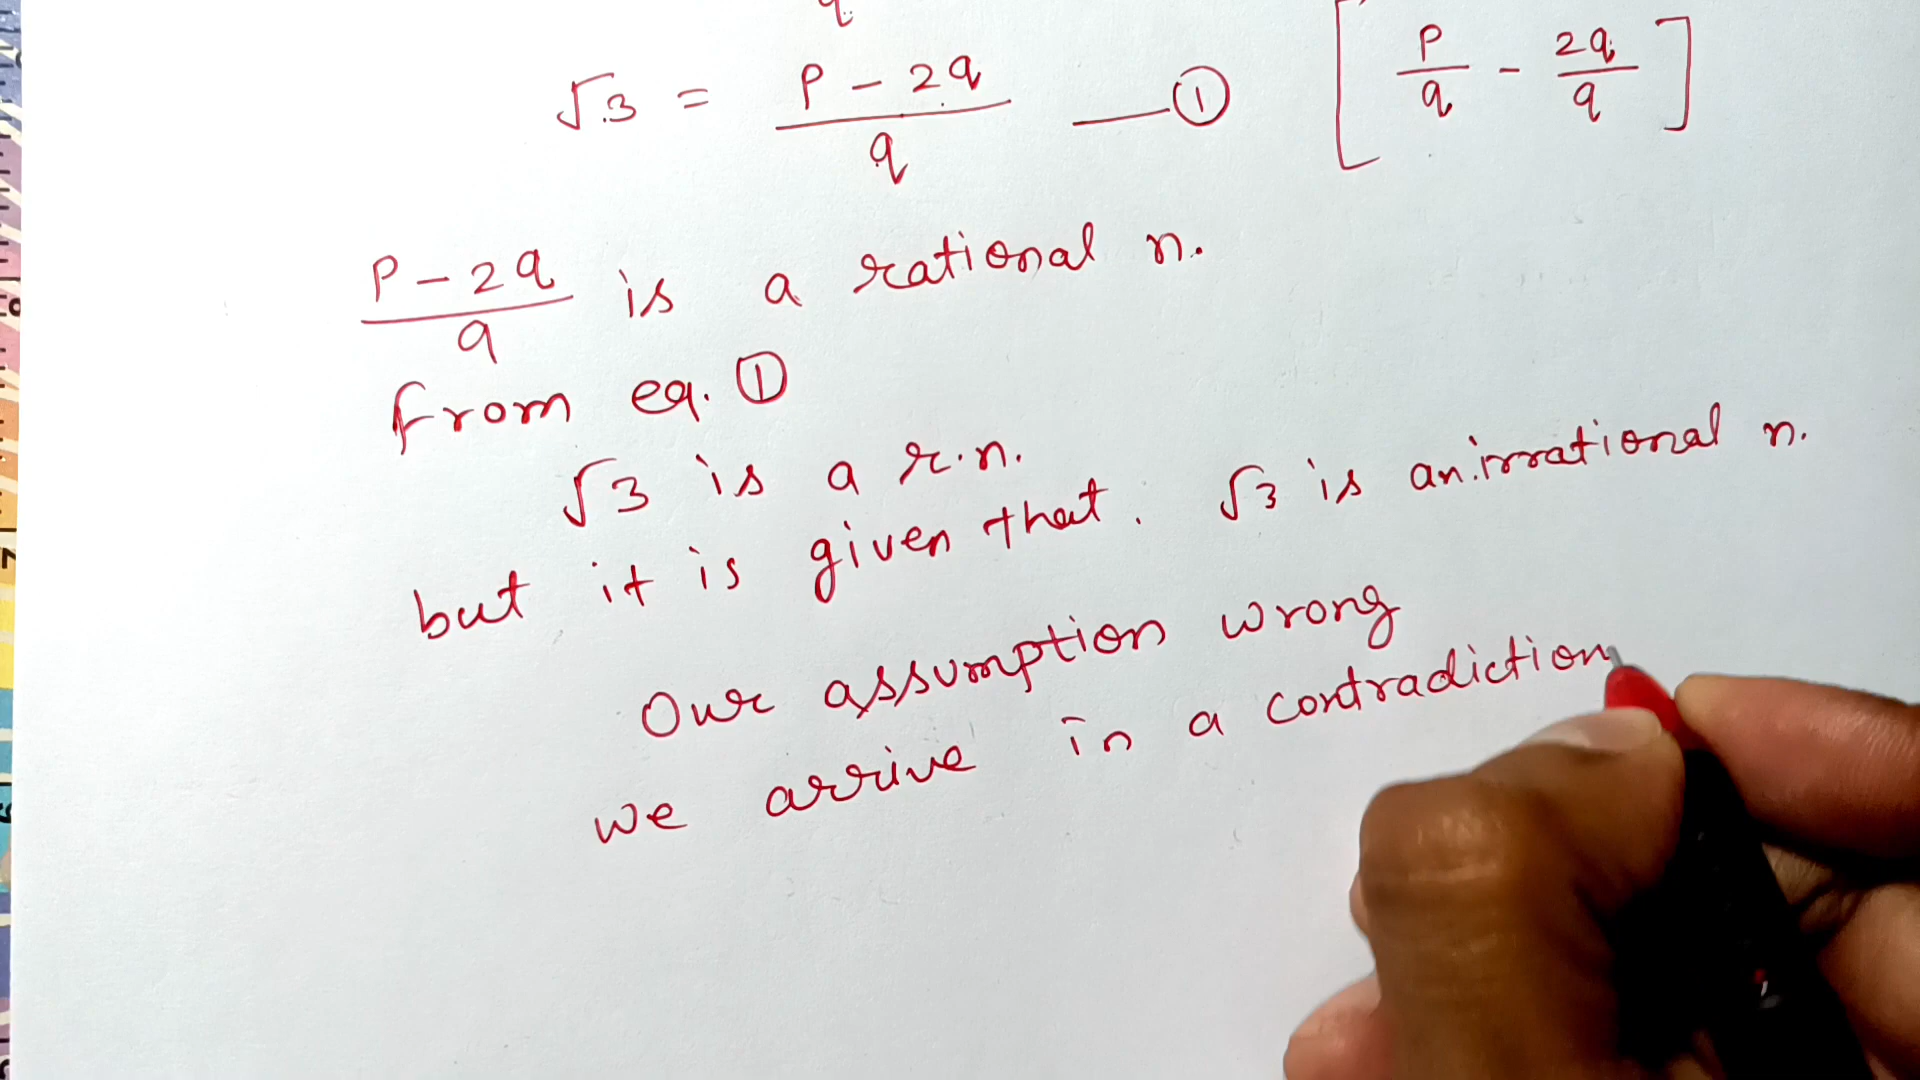 q
√3 = P - 2q / q —① [ P/q - 2q/q ]
P - 2q / q is a rational n.
from eq. ①
√3 is a r.n.
but it is given that. √3 is an irrational n.
Our assumption wrong
we arrive in a contradiction